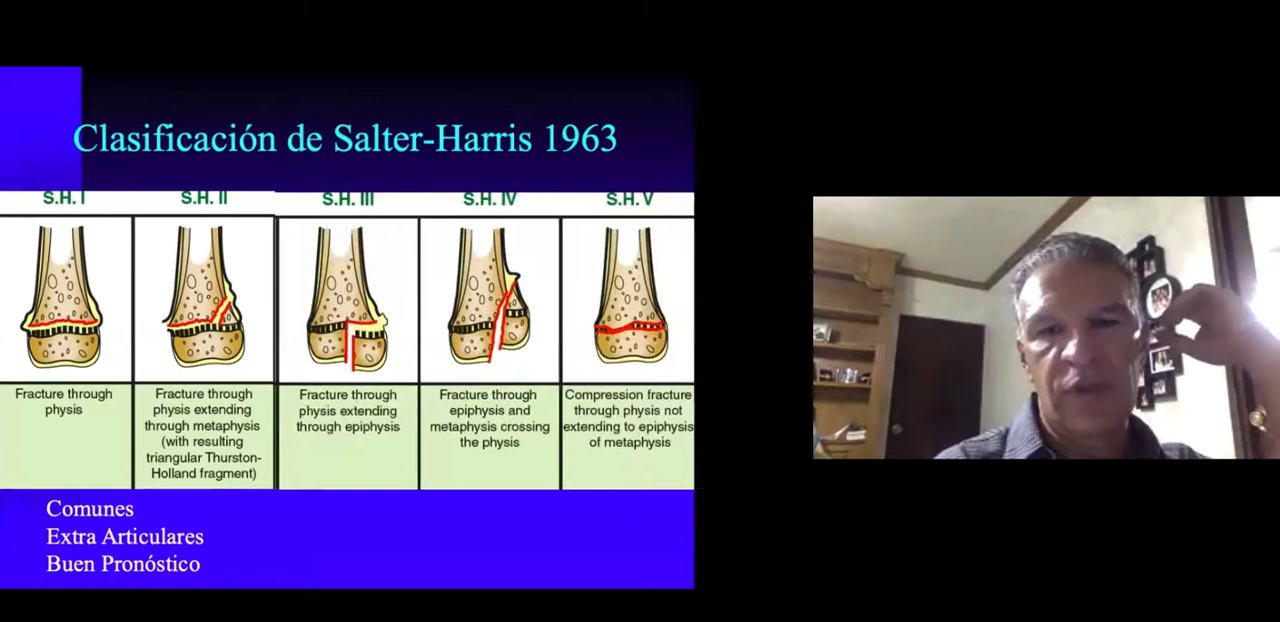 Clasificación de Salter-Harris 1963
S.H. I
S.H. II
S.H. III
S.H. IV
S.H. V
Fracture through
physis
Fracture through
physis extending
through metaphysis
(with resulting
triangular Thurston-
Holland fragment)
Fracture through
physis extending
through epiphysis
Fracture through
epiphysis and
metaphysis crossing
the physis
Compression fracture
through physis not
extending to epiphysis
of metaphysis
Comunes
Extra Articulares
Buen Pronóstico